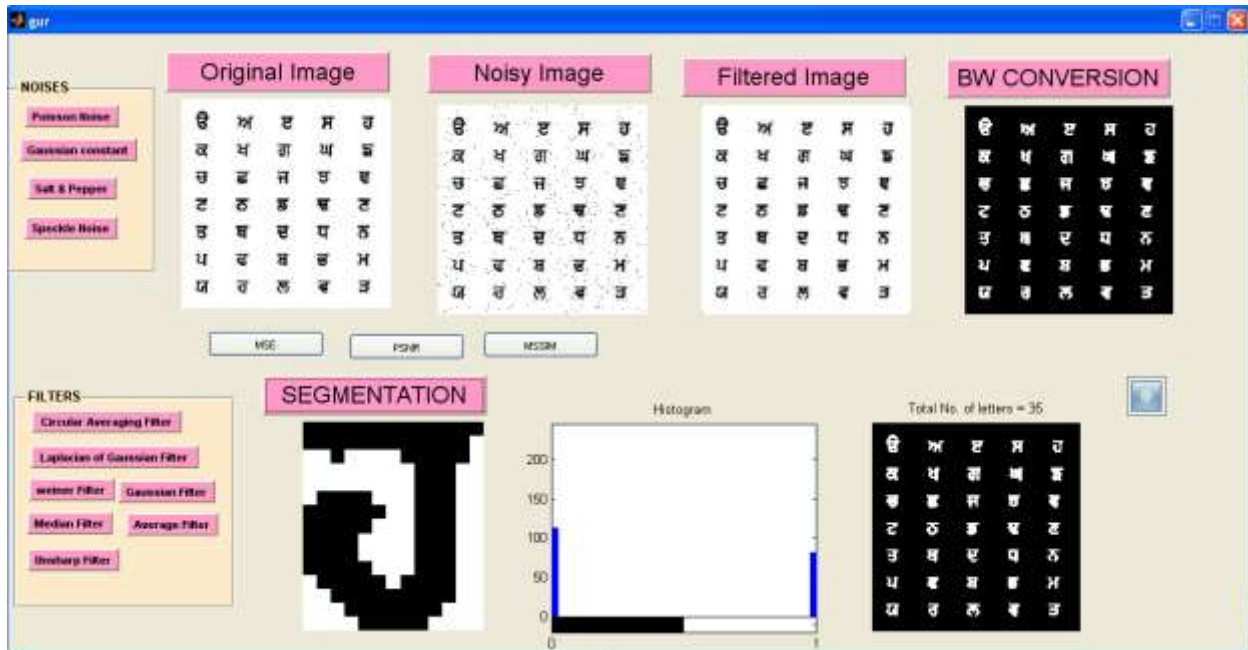 gur
Original Image
Noisy Image
Filtered Image
BW CONVERSION
NOISES
Poisson Noise
Gaussian constant
Salt & Pepper
Speckle Noise
ੳ ਅ ੲ ਸ ਹ
ਕ ਖ ਗ ਘ ਙ
ਚ ਛ ਜ ਝ ਞ
ਟ ਠ ਡ ਢ ਣ
ਤ ਥ ਦ ਧ ਨ
ਪ ਫ ਬ ਭ ਮ
ਯ ਰ ਲ ਵ ੜ
ੳ ਅ ੲ ਸ ਹ
ਕ ਖ ਗ ਘ ਙ
ਚ ਛ ਜ ਝ ਞ
ਟ ਠ ਡ ਢ ਣ
ਤ ਥ ਦ ਧ ਨ
ਪ ਫ ਬ ਭ ਮ
ਯ ਰ ਲ ਵ ੜ
ੳ ਅ ੲ ਸ ਹ
ਕ ਖ ਗ ਘ ਙ
ਚ ਛ ਜ ਝ ਞ
ਟ ਠ ਡ ਢ ਣ
ਤ ਥ ਦ ਧ ਨ
ਪ ਫ ਬ ਭ ਮ
ਯ ਰ ਲ ਵ ੜ
ੳ ਅ ੲ ਸ ਹ
ਕ ਖ ਗ ਘ ਙ
ਚ ਛ ਜ ਝ ਞ
ਟ ਠ ਡ ਢ ਣ
ਤ ਥ ਦ ਧ ਨ
ਪ ਫ ਬ ਭ ਮ
ਯ ਰ ਲ ਵ ੜ
MSE
PSNR
MSSIM
FILTERS
Circular Averaging Filter
Laplacian of Gaussian Filter
weiner Filter
Gaussian Filter
Median Filter
Average Filter
Unsharp Filter
SEGMENTATION
Histogram
200
150
100
50
0
0 1
Total No. of letters = 35
ੳ ਅ ੲ ਸ ਹ
ਕ ਖ ਗ ਘ ਙ
ਚ ਛ ਜ ਝ ਞ
ਟ ਠ ਡ ਢ ਣ
ਤ ਥ ਦ ਧ ਨ
ਪ ਫ ਬ ਭ ਮ
ਯ ਰ ਲ ਵ ੜ